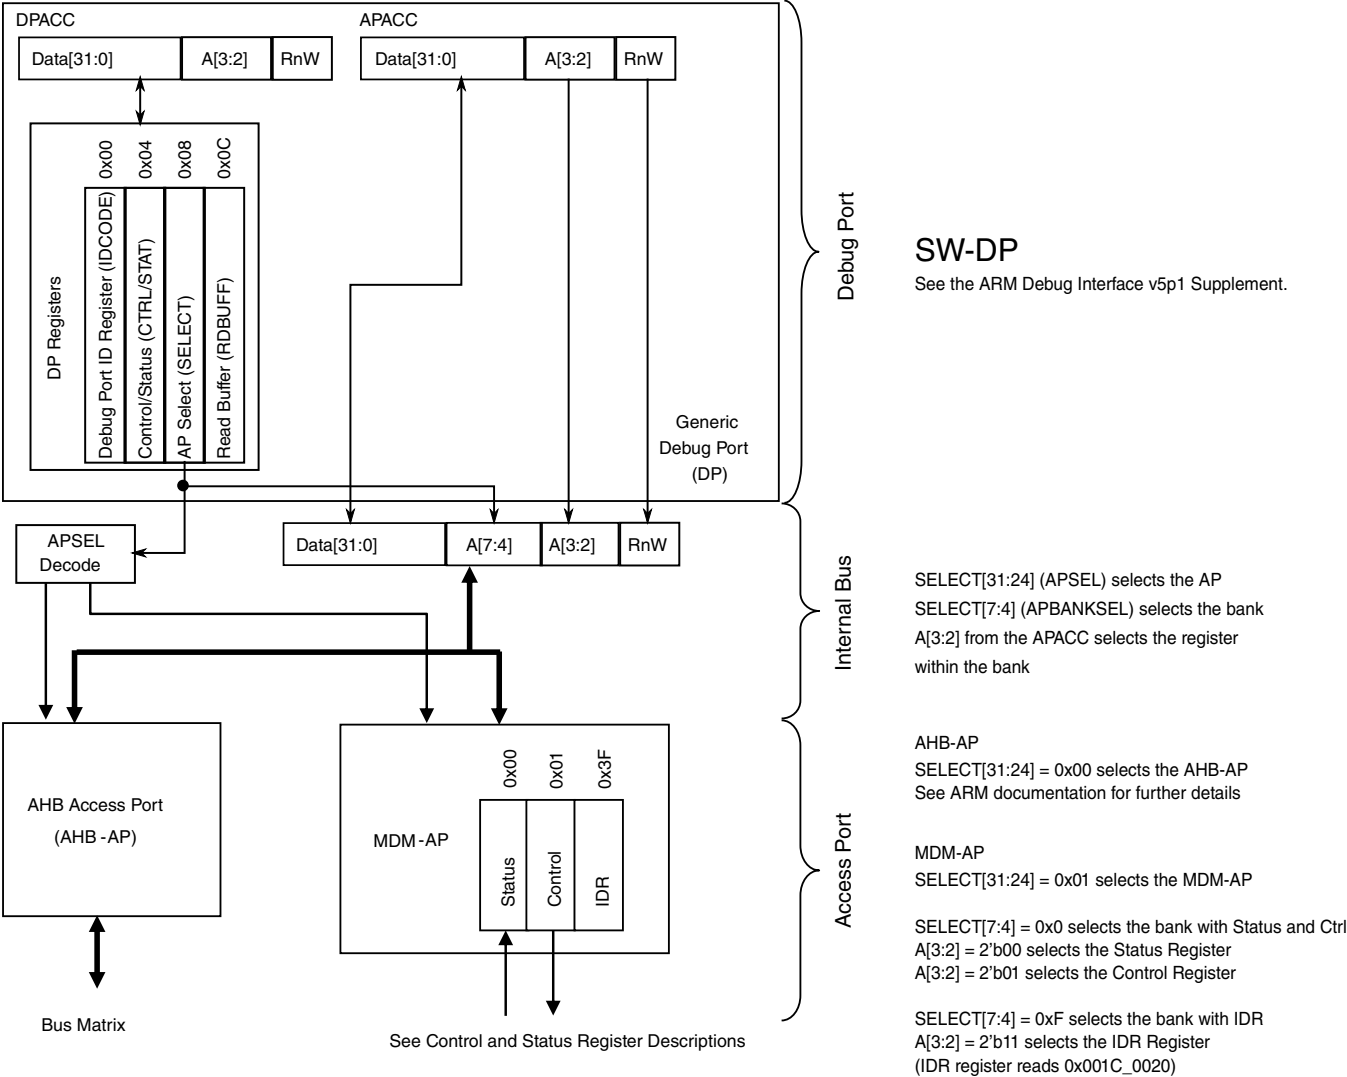 DPACC
APACC
Data[31:0]
A[3:2]
RnW
Data[31:0]
A[3:2]
RnW
0x00
0x04
0x08
0x0C
DP Registers
Debug Port ID Register (IDCODE)
Control/Status (CTRL/STAT)
AP Select (SELECT)
Read Buffer (RDBUFF)
Generic
Debug Port
(DP)
Debug Port
SW-DP
See the ARM Debug Interface v5p1 Supplement.
APSEL
Decode
Data[31:0]
A[7:4]
A[3:2]
RnW
Internal Bus
SELECT[31:24] (APSEL) selects the AP
SELECT[7:4] (APBANKSEL) selects the bank
A[3:2] from the APACC selects the register
within the bank
AHB Access Port
(AHB-AP)
Bus Matrix
MDM-AP
0x00
0x01
0x3F
Status
Control
IDR
See Control and Status Register Descriptions
Access Port
AHB-AP
SELECT[31:24] = 0x00 selects the AHB-AP
See ARM documentation for further details
MDM-AP
SELECT[31:24] = 0x01 selects the MDM-AP
SELECT[7:4] = 0x0 selects the bank with Status and Ctrl
A[3:2] = 2'b00 selects the Status Register
A[3:2] = 2'b01 selects the Control Register
SELECT[7:4] = 0xF selects the bank with IDR
A[3:2] = 2'b11 selects the IDR Register
(IDR register reads 0x001C_0020)